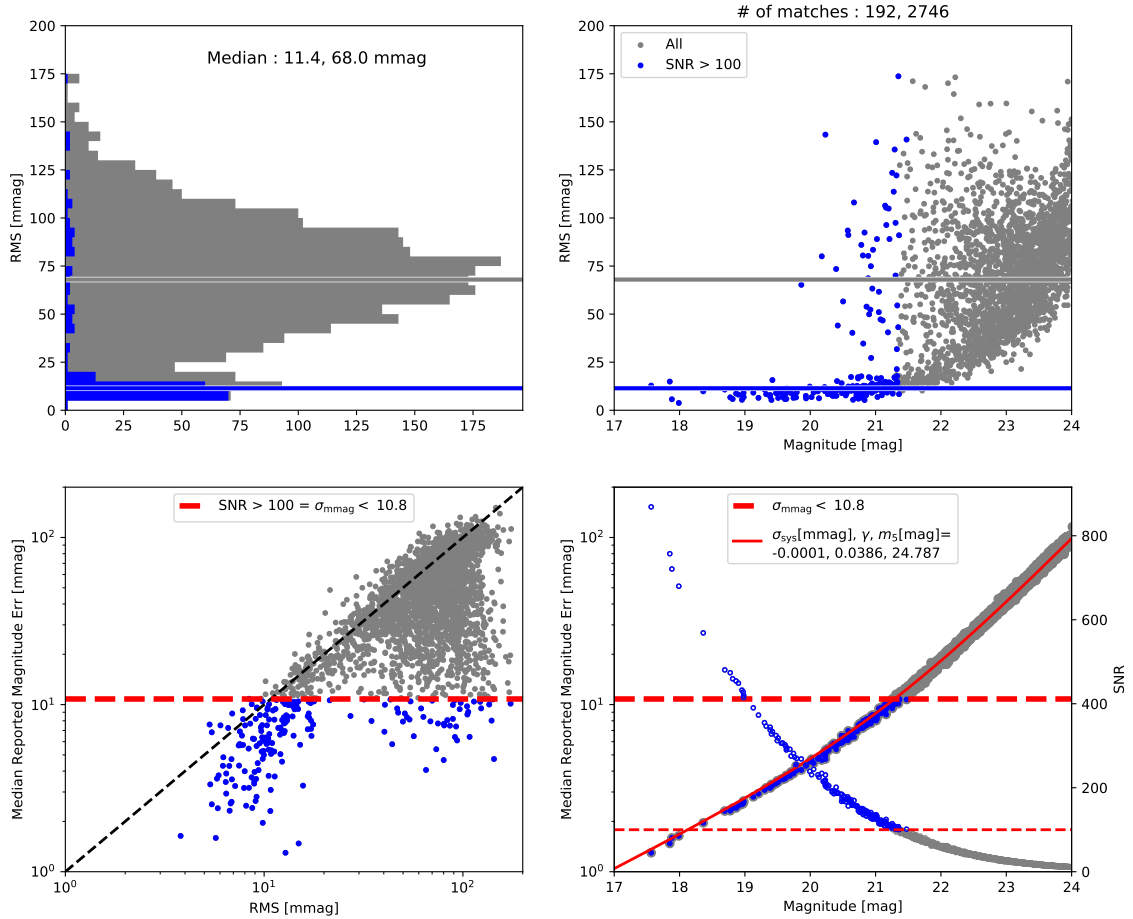 Median : 11.4, 68.0 mmag
RMS [mmag]
200
175
150
125
100
75
50
25
0
0 25 50 75 100 125 150 175
# of matches : 192, 2746
All
SNR > 100
RMS [mmag]
200
175
150
125
100
75
50
25
0
17 18 19 20 21 22 23 24
Magnitude [mag]
SNR > 100 = σmmag < 10.8
Median Reported Magnitude Err [mmag]
10²
10¹
10⁰
10⁰ 10¹ 10²
RMS [mmag]
σmmag < 10.8
σsys[mmag], γ, m₅[mag]=
-0.0001, 0.0386, 24.787
Median Reported Magnitude Err [mmag]
10²
10¹
10⁰
800
600
400
200
0
SNR
17 18 19 20 21 22 23 24
Magnitude [mag]